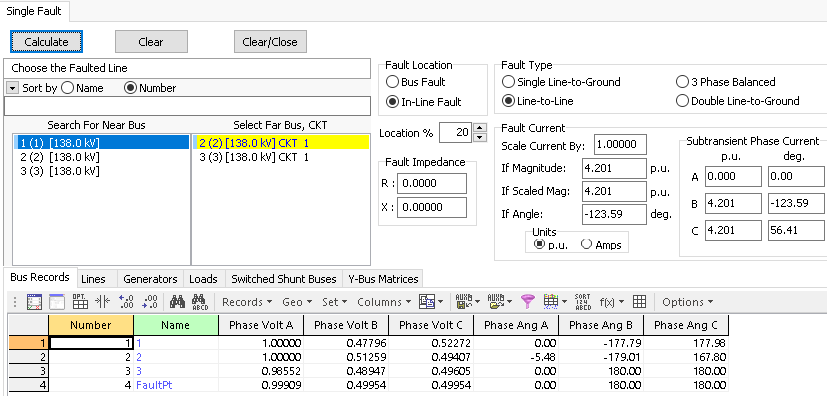 Single Fault
Calculate Clear Clear/Close
Choose the Faulted Line
Sort by Name Number
Search For Near Bus Select Far Bus, CKT
1 (1) [138.0 kV] 2 (2) [138.0 kV] CKT 1
2 (2) [138.0 kV] 3 (3) [138.0 kV] CKT 1
3 (3) [138.0 kV]
Fault Location
Bus Fault
In-Line Fault
Location % 20
Fault Impedance
R : 0.0000
X : 0.00000
Fault Type
Single Line-to-Ground 3 Phase Balanced
Line-to-Line Double Line-to-Ground
Fault Current
Scale Current By: 1.00000
If Magnitude: 4.201 p.u.
If Scaled Mag: 4.201 p.u.
If Angle: -123.59 deg.
Units
p.u. Amps
Subtransient Phase Current
p.u. deg.
A 0.000 0.00
B 4.201 -123.59
C 4.201 56.41
Bus Records Lines Generators Loads Switched Shunt Buses Y-Bus Matrices
Records Geo Set Columns f(x) Options
Number Name Phase Volt A Phase Volt B Phase Volt C Phase Ang A Phase Ang B Phase Ang C
1 1 1 1.00000 0.47796 0.52272 0.00 -177.79 177.98
2 2 2 1.00000 0.51259 0.49407 -5.48 -179.01 167.80
3 3 3 0.98552 0.48947 0.49605 0.00 180.00 180.00
4 4 FaultPt 0.99909 0.49954 0.49954 0.00 180.00 180.00